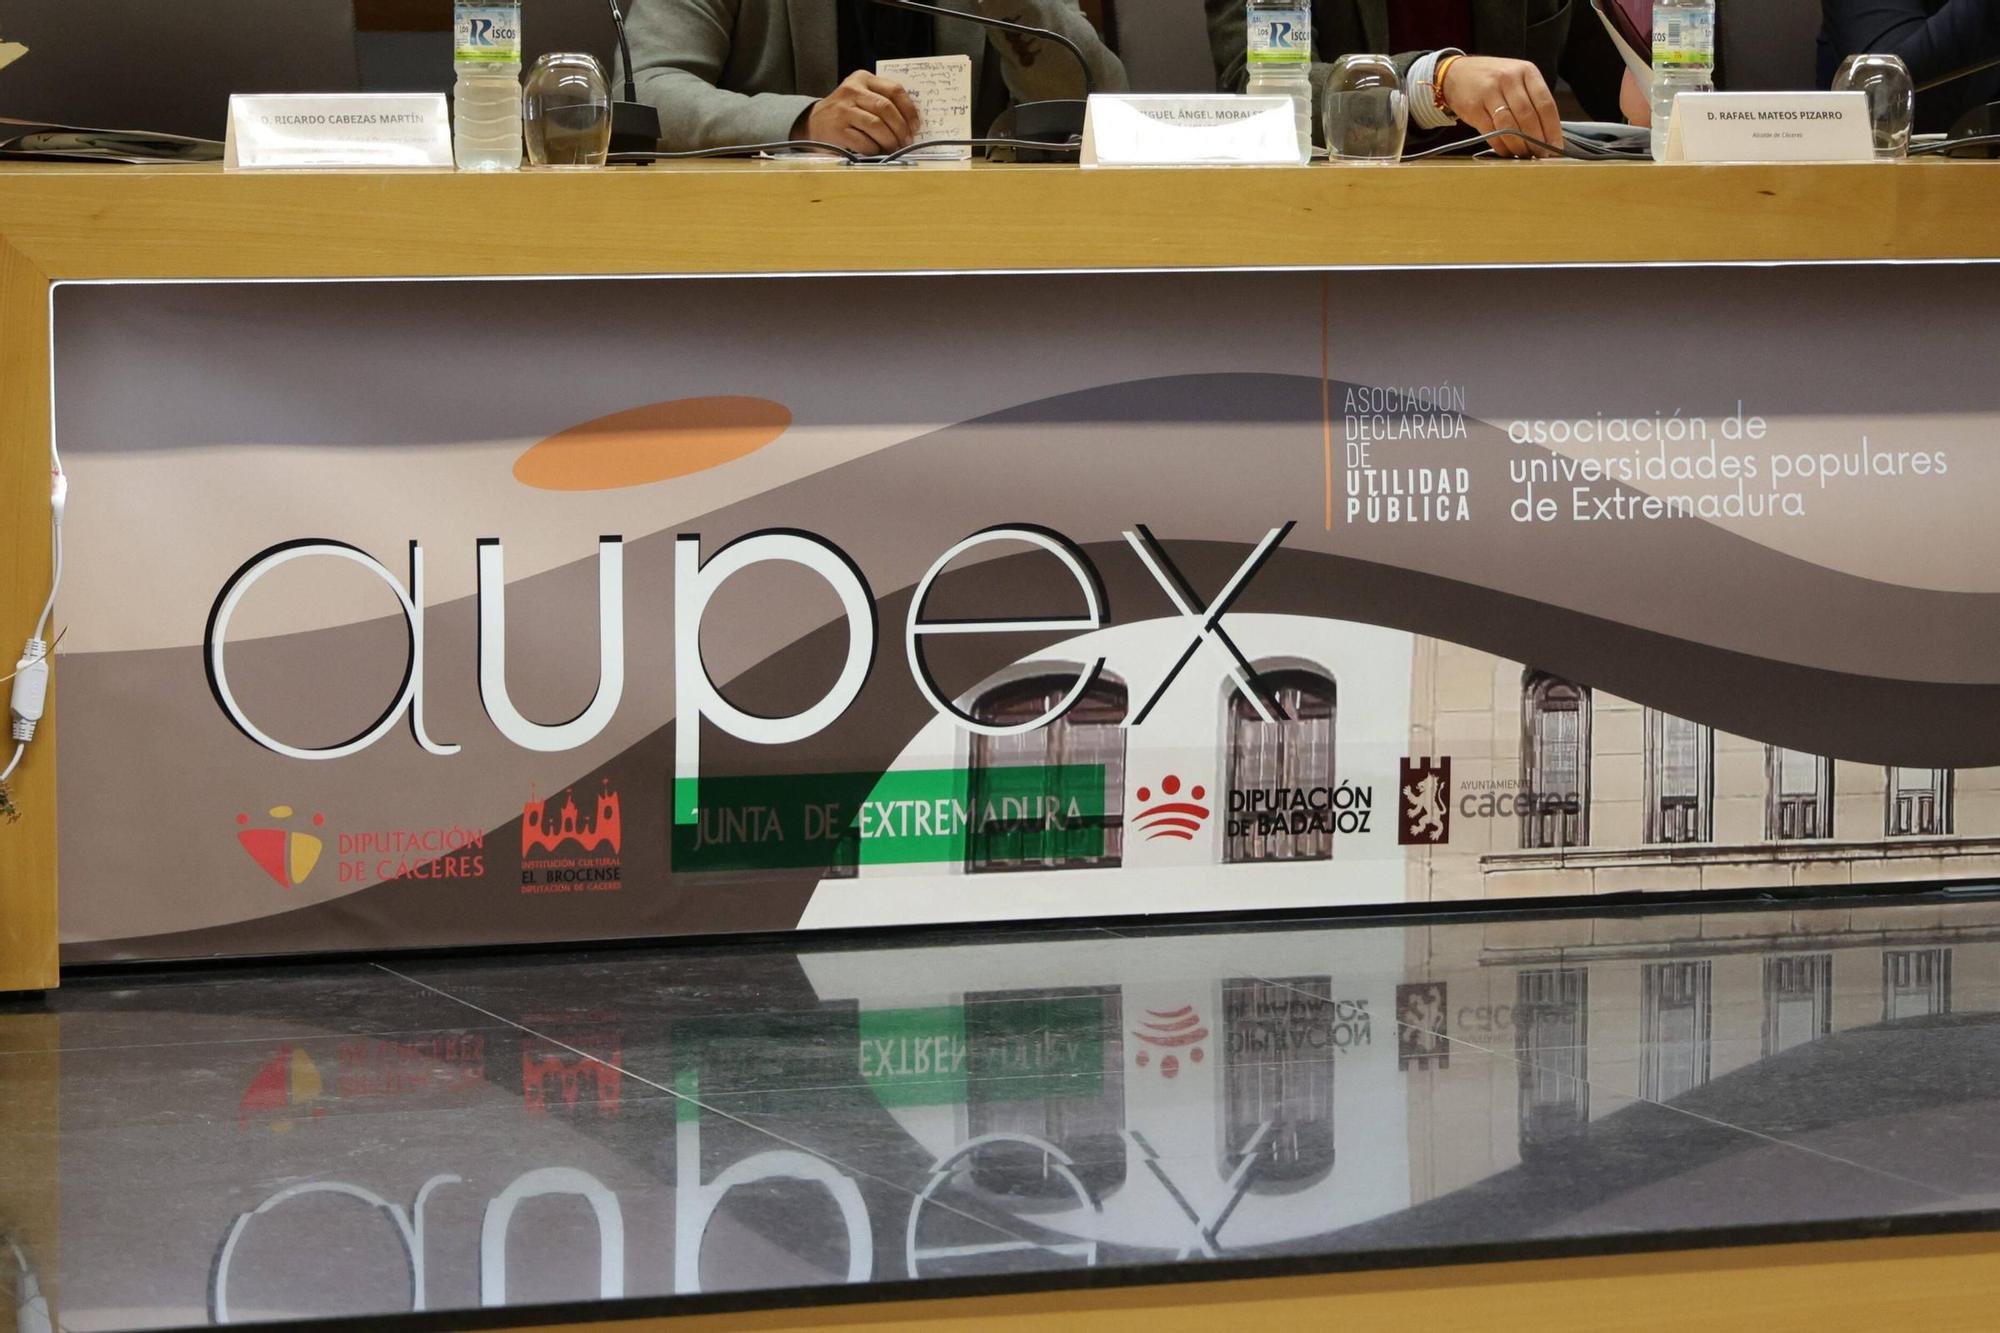 Riscos
Riscos
D. RICARDO CABEZAS MARTÍN
MIGUEL ÁNGEL MORALES
D. RAFAEL MATEOS PIZARRO
Alcalde de Cáceres
ASOCIACIÓN
DECLARADA
DE
UTILIDAD
PÚBLICA
asociación de
universidades populares
de Extremadura
aupex
DIPUTACIÓN
DE CÁCERES
INSTITUCIÓN CULTURAL
EL BROCENSE
DIPUTACIÓN DE CÁCERES
JUNTA DE EXTREMADURA
DIPUTACIÓN
DE BADAJOZ
AYUNTAMIENTO
cáceres